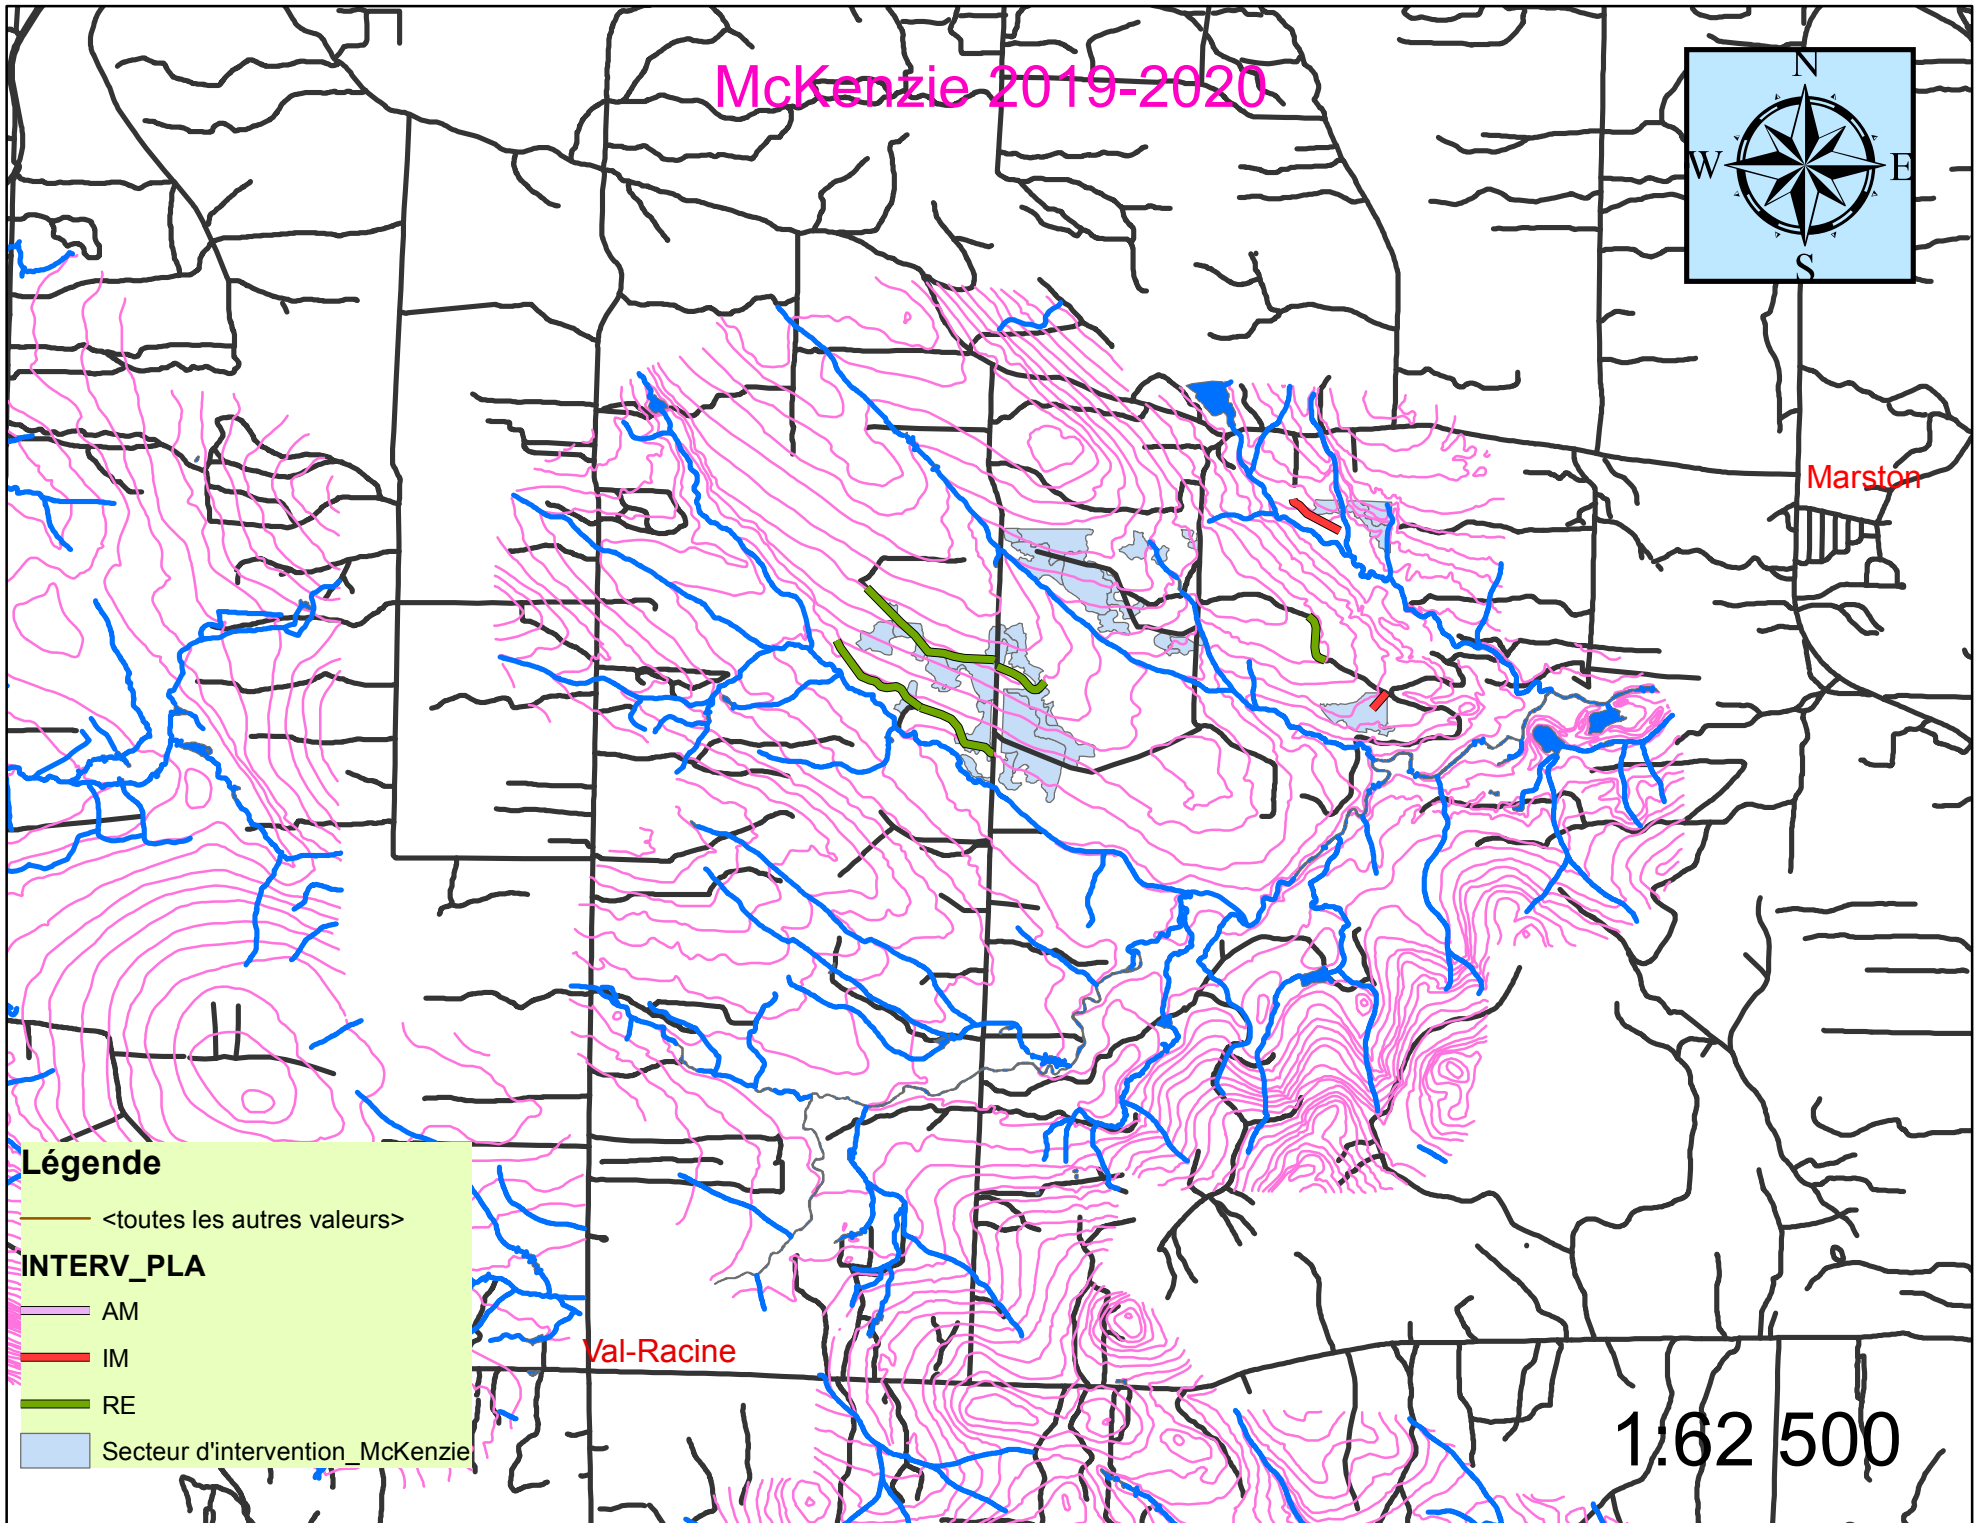 McKenzie 2019-2020
N
W
E
S
Marston
Légende
<toutes les autres valeurs>
INTERV_PLA
AM
IM
RE
Secteur d'intervention_McKenzie
Val-Racine
1:62 500